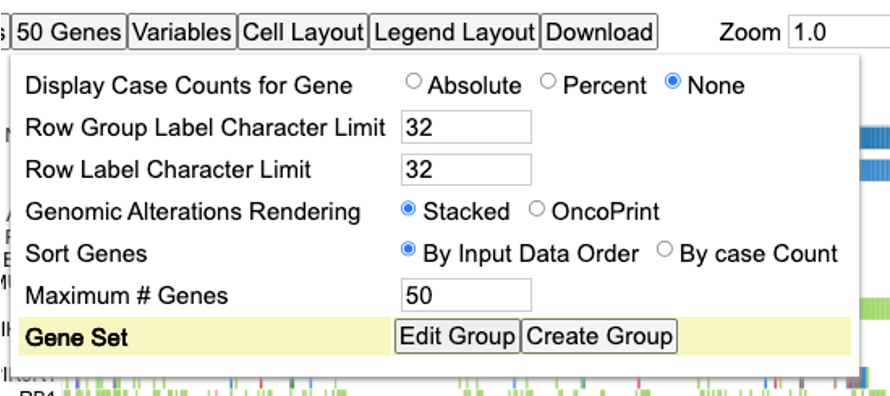 50 Genes Variables Cell Layout Legend Layout Download Zoom 1.0
Display Case Counts for Gene Absolute Percent None
Row Group Label Character Limit 32
Row Label Character Limit 32
Genomic Alterations Rendering Stacked OncoPrint
Sort Genes By Input Data Order By case Count
Maximum # Genes 50
Gene Set Edit Group Create Group